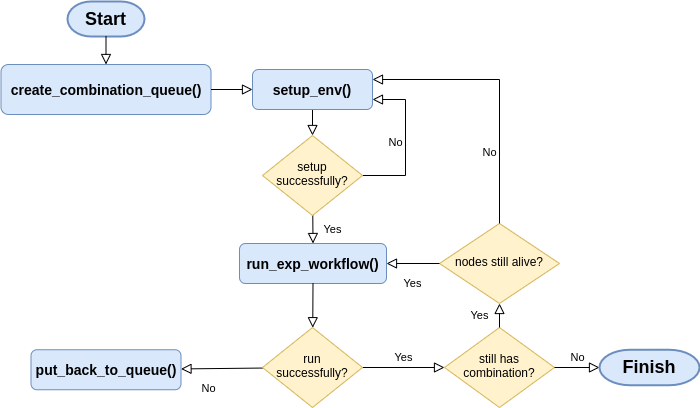 Start
create_combination_queue()
setup_env()
No
setup
successfully?
No
Yes
run_exp_workflow()
nodes still alive?
Yes
Yes
run
successfully?
Yes
still has
combination?
No
Finish
put_back_to_queue()
No